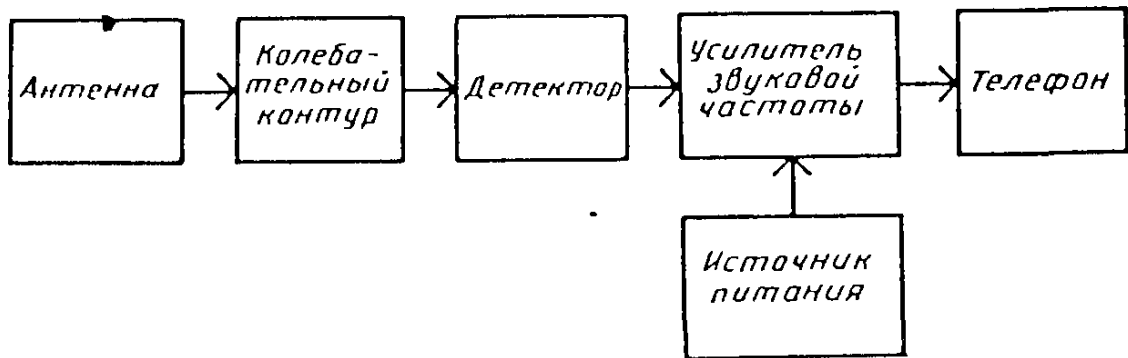 Антенна
Колеба-
тельный
контур
Детектор
Усилитель
звуковой
частоты
Телефон
Источник
питания